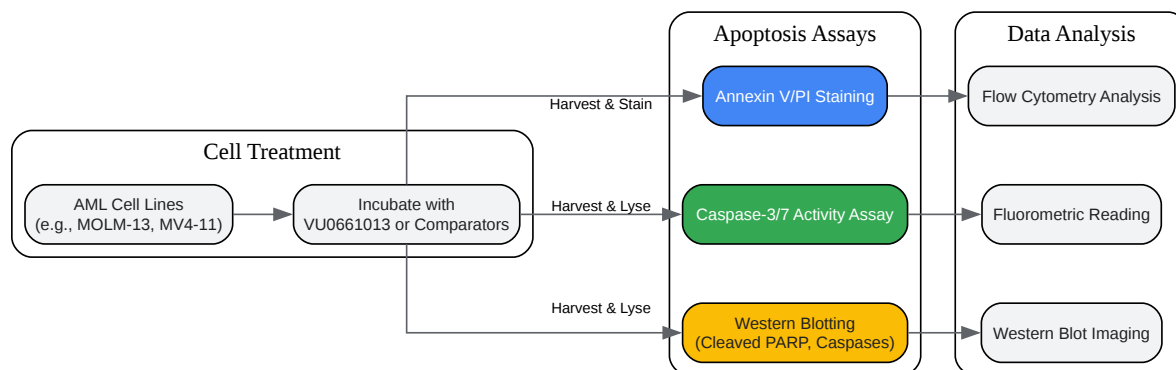 Apoptosis Assays
Data Analysis
Annexin V/PI Staining
Flow Cytometry Analysis
Harvest & Stain
Cell Treatment
AML Cell Lines
(e.g., MOLM-13, MV4-11)
Incubate with
VU0661013 or Comparators
Harvest & Lyse
Caspase-3/7 Activity Assay
Fluorometric Reading
Harvest & Lyse
Western Blotting
(Cleaved PARP, Caspases)
Western Blot Imaging